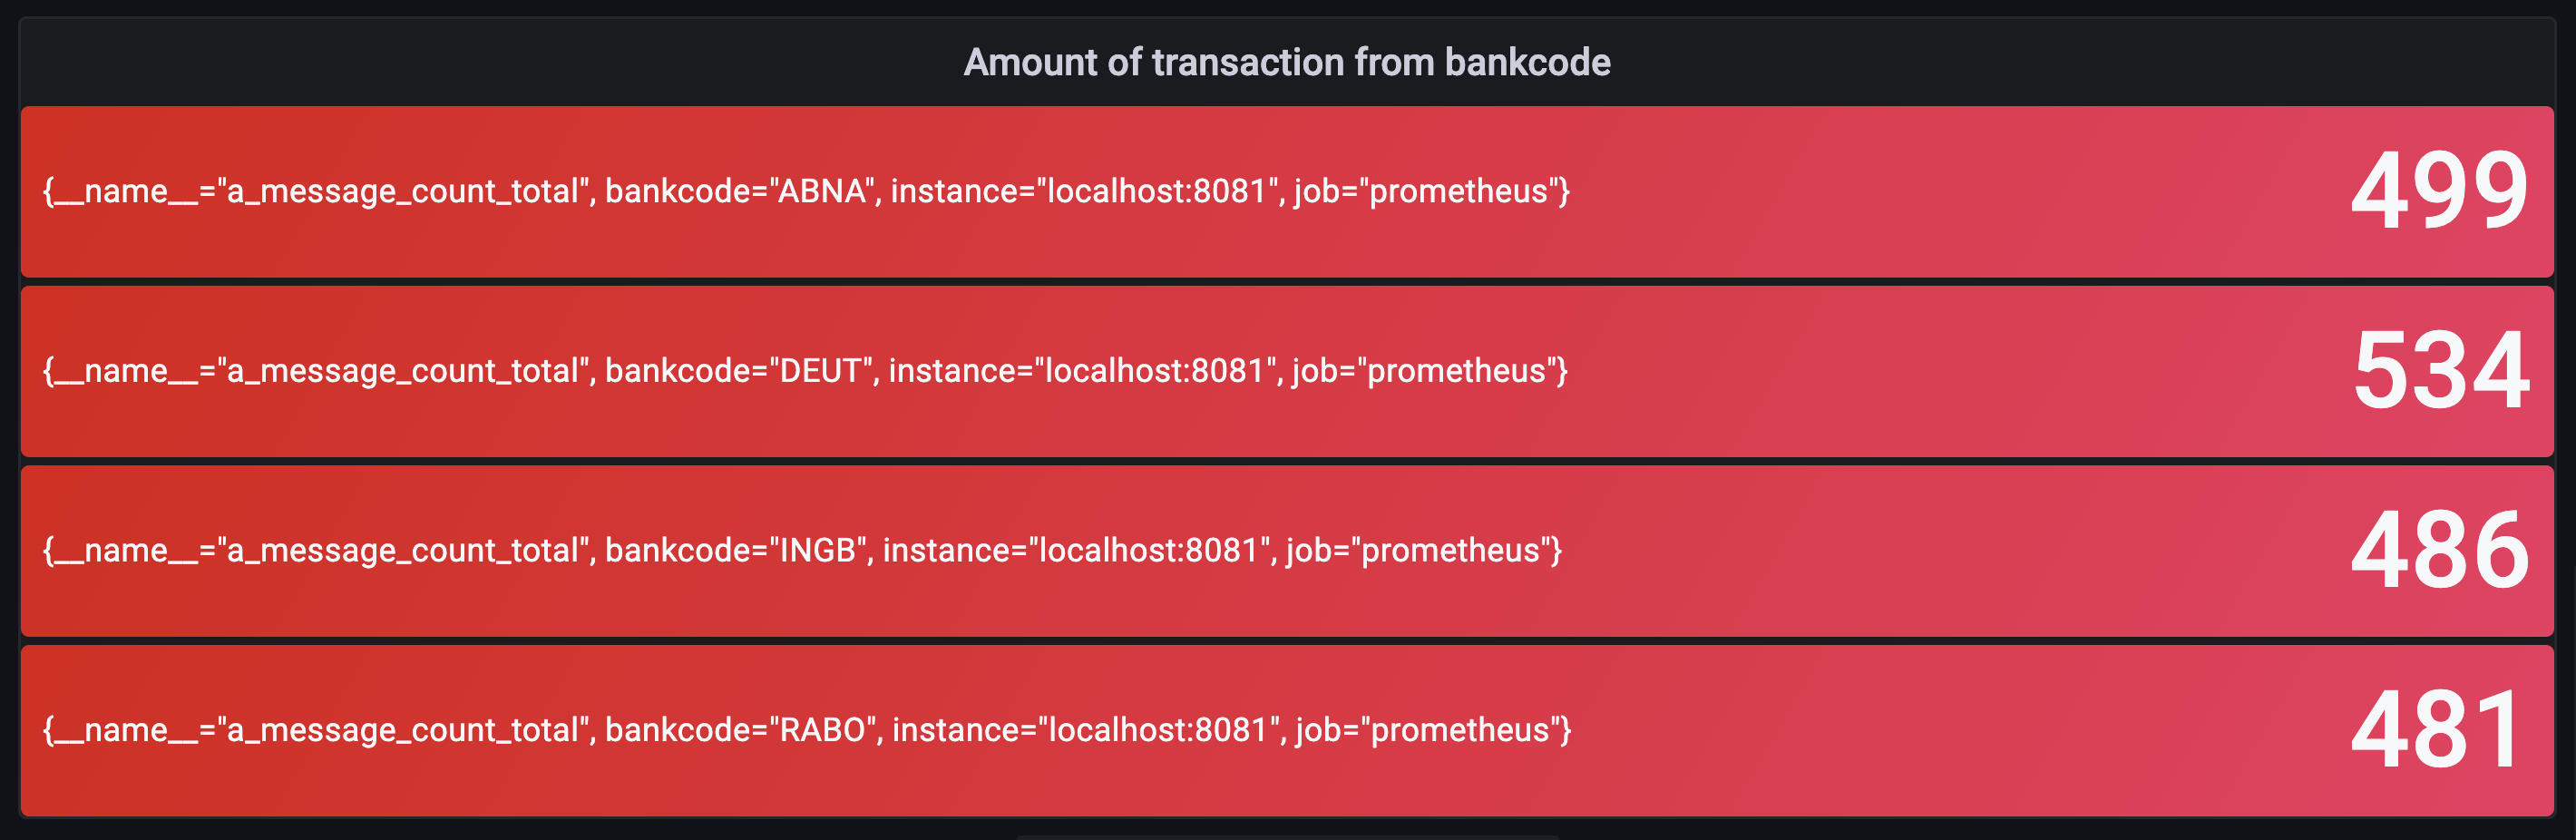 Amount of transaction from bankcode
{__name__="a_message_count_total", bankcode="ABNA", instance="localhost:8081", job="prometheus"} 499
{__name__="a_message_count_total", bankcode="DEUT", instance="localhost:8081", job="prometheus"} 534
{__name__="a_message_count_total", bankcode="INGB", instance="localhost:8081", job="prometheus"} 486
{__name__="a_message_count_total", bankcode="RABO", instance="localhost:8081", job="prometheus"} 481